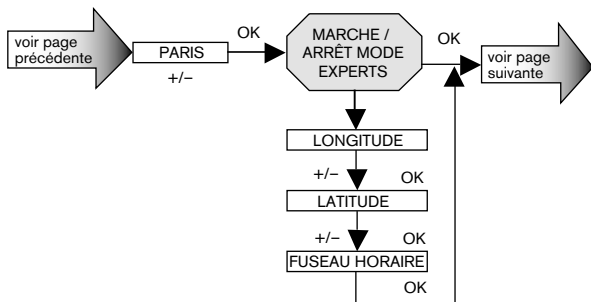 voir page
précédente
PARIS
+/−
OK
MARCHE /
ARRÊT MODE
EXPERTS
OK
voir page
suivante
LONGITUDE
+/−
OK
LATITUDE
+/−
OK
FUSEAU HORAIRE
OK